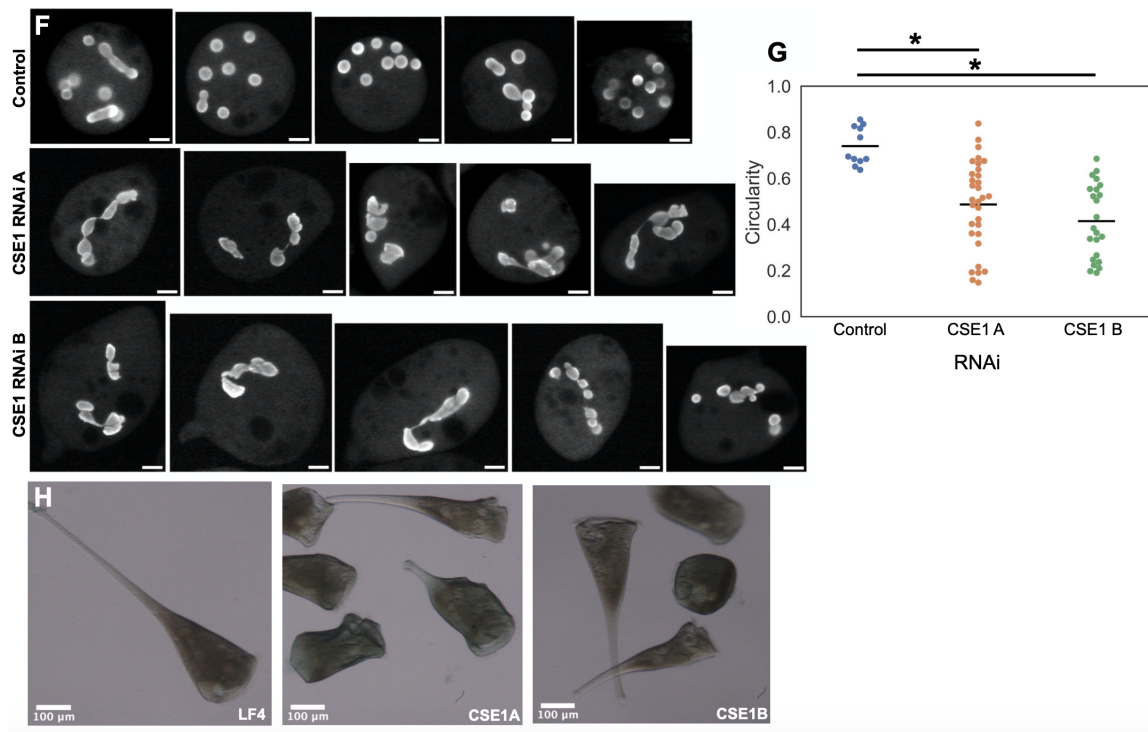 F
Control
CSE1 RNAi A
CSE1 RNAi B
G
*
*
1.0
0.8
0.6
0.4
0.2
0.0
Circularity
Control
CSE1 A
CSE1 B
RNAi
H
100 µm
LF4
100 µm
CSE1A
100 µm
CSE1B